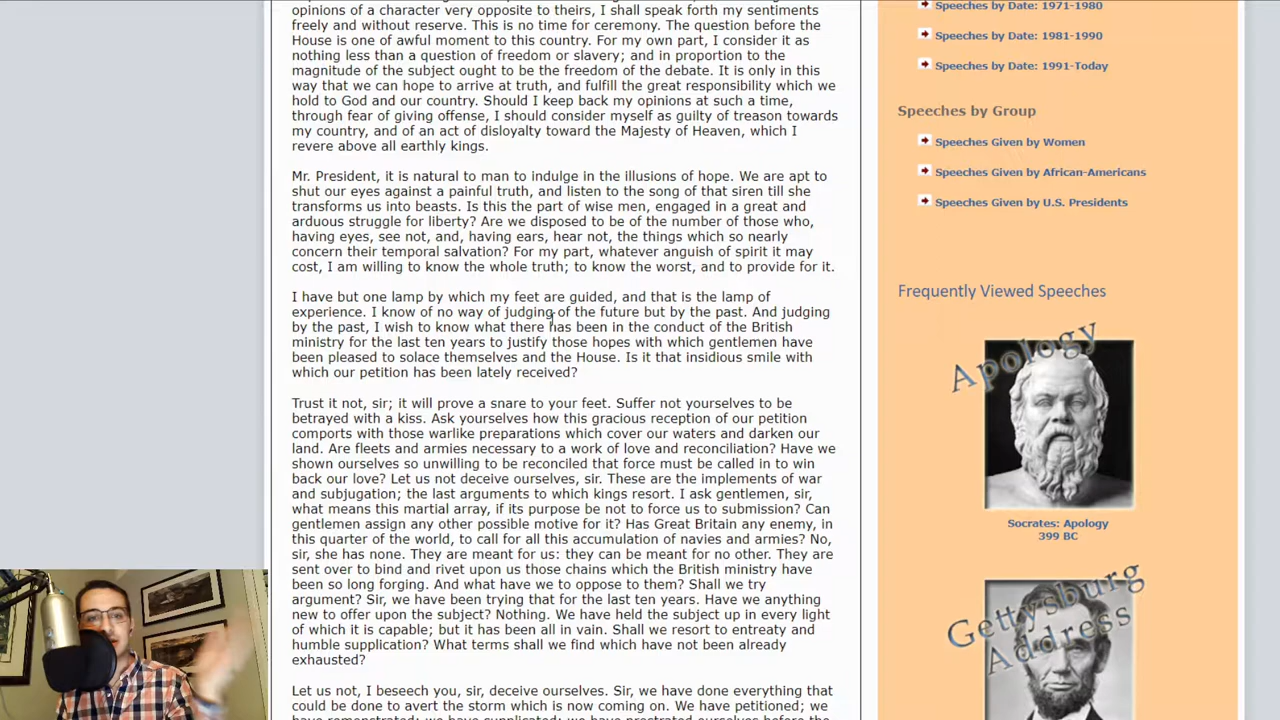 opinions of a character very opposite to theirs, I shall speak forth my sentiments
freely and without reserve. This is no time for ceremony. The question before the
House is one of awful moment to this country. For my own part, I consider it as
nothing less than a question of freedom or slavery; and in proportion to the
magnitude of the subject ought to be the freedom of the debate. It is only in this
way that we can hope to arrive at truth, and fulfill the great responsibility which we
hold to God and our country. Should I keep back my opinions at such a time,
through fear of giving offense, I should consider myself as guilty of treason towards
my country, and of an act of disloyalty toward the Majesty of Heaven, which I
revere above all earthly kings.
Mr. President, it is natural to man to indulge in the illusions of hope. We are apt to
shut our eyes against a painful truth, and listen to the song of that siren till she
transforms us into beasts. Is this the part of wise men, engaged in a great and
arduous struggle for liberty? Are we disposed to be of the number of those who,
having eyes, see not, and, having ears, hear not, the things which so nearly
concern their temporal salvation? For my part, whatever anguish of spirit it may
cost, I am willing to know the whole truth; to know the worst, and to provide for it.
I have but one lamp by which my feet are guided, and that is the lamp of
experience. I know of no way of judging of the future but by the past. And judging
by the past, I wish to know what there has been in the conduct of the British
ministry for the last ten years to justify those hopes with which gentlemen have
been pleased to solace themselves and the House. Is it that insidious smile with
which our petition has been lately received?
Trust it not, sir; it will prove a snare to your feet. Suffer not yourselves to be
betrayed with a kiss. Ask yourselves how this gracious reception of our petition
comports with those warlike preparations which cover our waters and darken our
land. Are fleets and armies necessary to a work of love and reconciliation? Have we
shown ourselves so unwilling to be reconciled that force must be called in to win
back our love? Let us not deceive ourselves, sir. These are the implements of war
and subjugation; the last arguments to which kings resort. I ask gentlemen, sir,
what means this martial array, if its purpose be not to force us to submission? Can
gentlemen assign any other possible motive for it? Has Great Britain any enemy, in
this quarter of the world, to call for all this accumulation of navies and armies? No,
sir, she has none. They are meant for us: they can be meant for no other. They are
sent over to bind and rivet upon us those chains which the British ministry have
been so long forging. And what have we to oppose to them? Shall we try
argument? Sir, we have been trying that for the last ten years. Have we anything
new to offer upon the subject? Nothing. We have held the subject up in every light
of which it is capable; but it has been all in vain. Shall we resort to entreaty and
humble supplication? What terms shall we find which have not been already
exhausted?
Let us not, I beseech you, sir, deceive ourselves. Sir, we have done everything that
could be done to avert the storm which is now coming on. We have petitioned; we
have remonstrated; we have supplicated; we have prostrated ourselves before the
Speeches by Date: 1971-1980
Speeches by Date: 1981-1990
Speeches by Date: 1991-Today
Speeches by Group
Speeches Given by Women
Speeches Given by African-Americans
Speeches Given by U.S. Presidents
Frequently Viewed Speeches
Apology
Socrates: Apology
399 BC
Gettysburg
Address